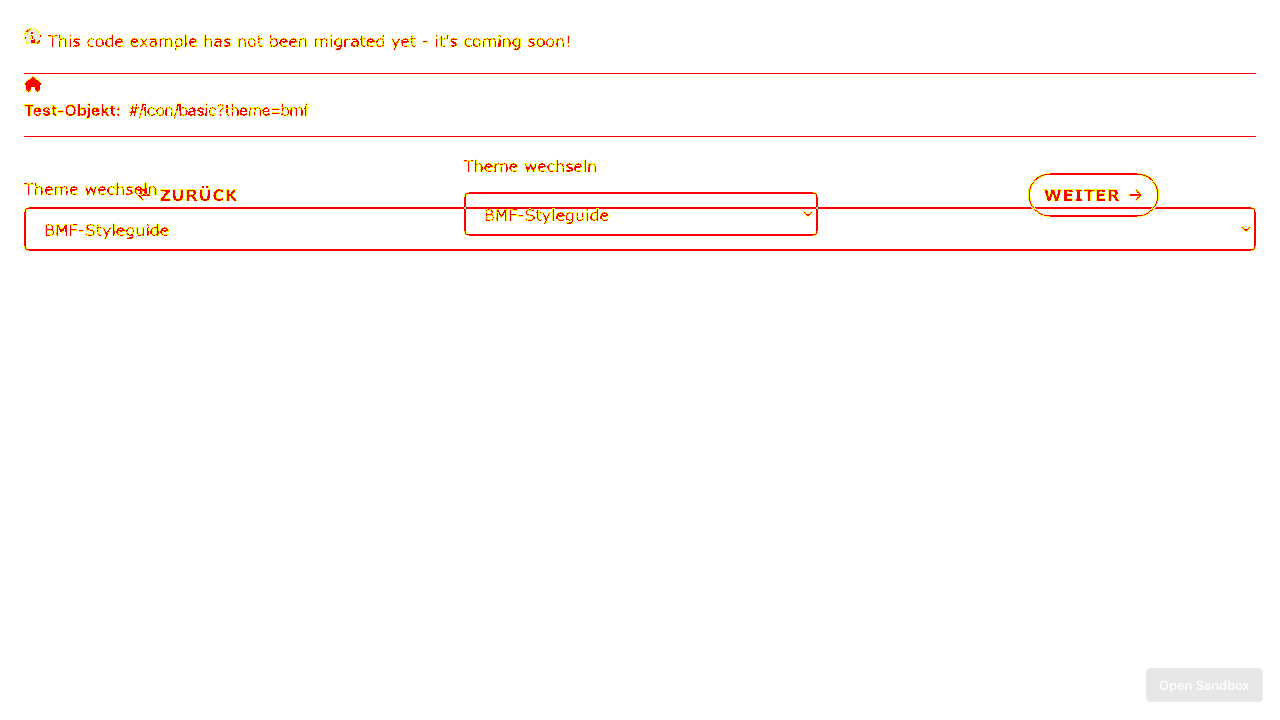 This code example has not been migrated yet - it's coming soon!
Test-Objekt: #/icon/basic?theme=bmf
Theme wechseln
Theme wechseln
← ZURÜCK
WEITER →
BMF-Styleguide
BMF-Styleguide
Open Sandbox